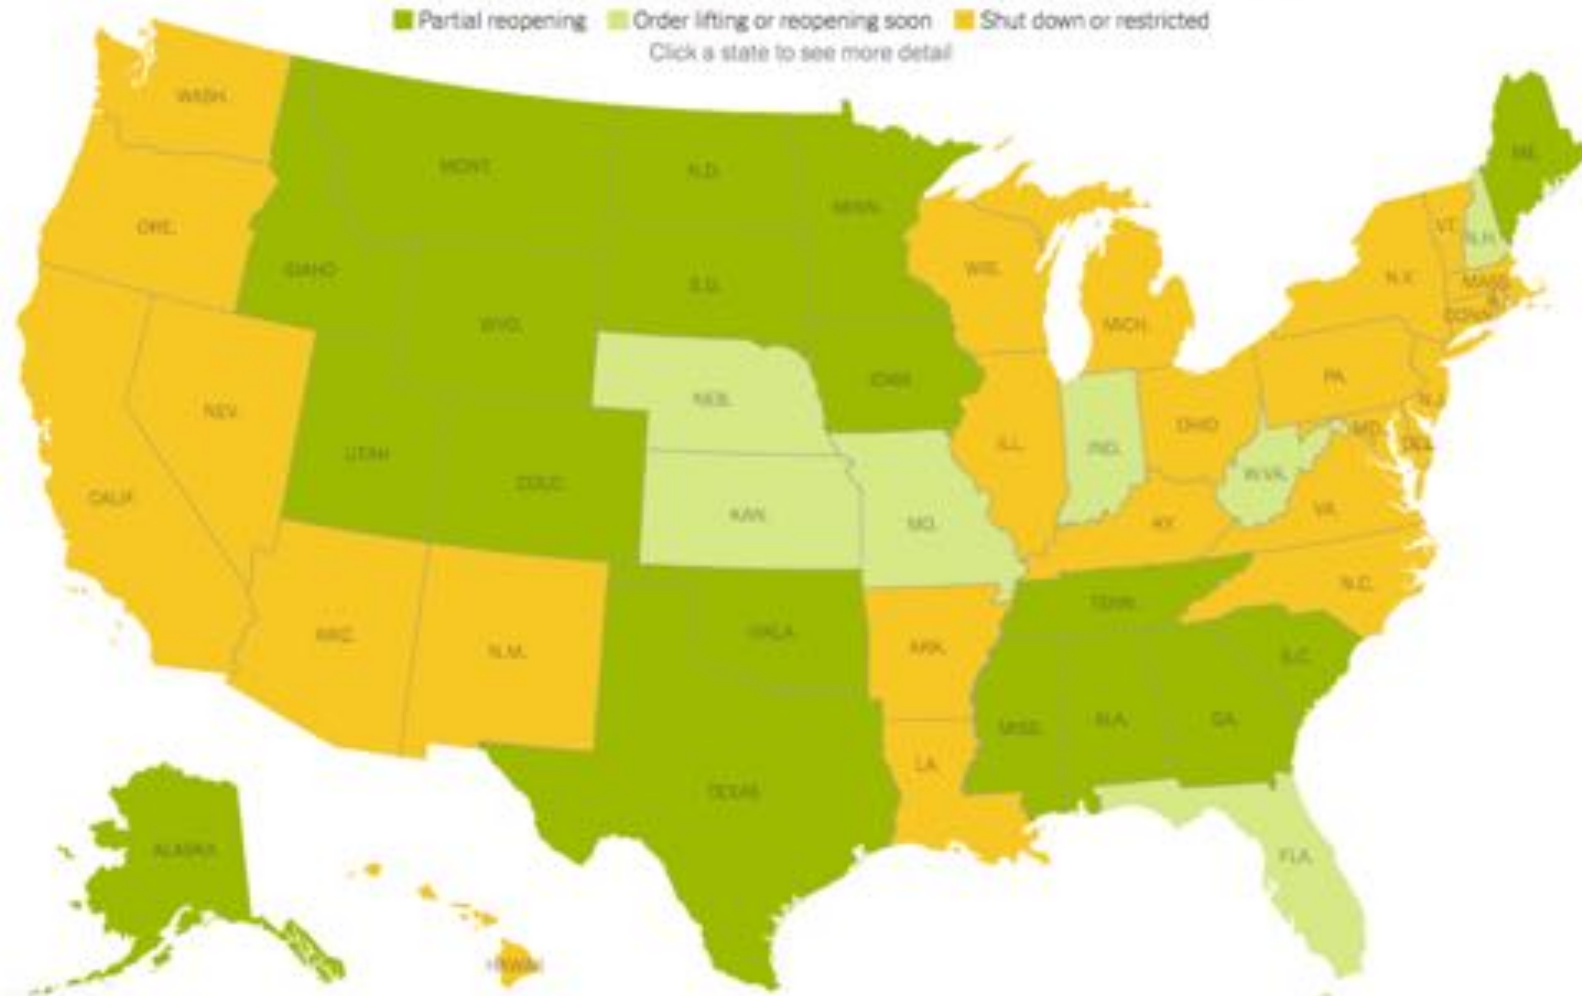 Partial reopening Order lifting or reopening soon Shut down or restricted
Click a state to see more detail
WASH.
MONT.
N.D.
MINN.
ME.
ORE.
IDAHO
S.D.
WIS.
VT.
N.H.
N.Y.
MASS.
WYO.
MICH.
CONN.
IOWA
PA.
NEV.
NEB.
N.J.
UTAH
COLO.
ILL.
IND.
OHIO
MD.
DEL.
CALIF.
KAN.
MO.
W.VA.
KY.
VA.
ARIZ.
N.M.
OKLA.
ARK.
TENN.
N.C.
S.C.
MISS.
ALA.
GA.
LA.
TEXAS
ALASKA
FLA.
HAWAII